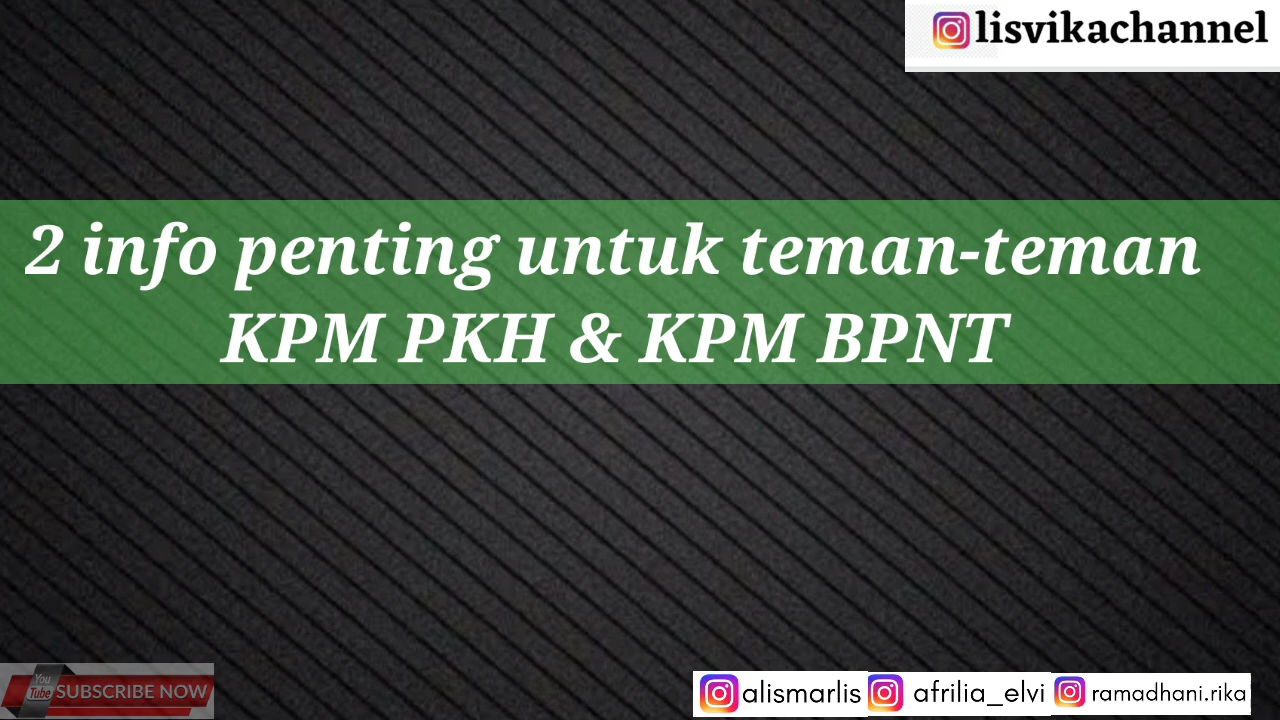 lisvikachannel
2 info penting untuk teman-teman
KPM PKH & KPM BPNT
You
Tube SUBSCRIBE NOW
alismarlis afrilia_elvi ramadhani.rika